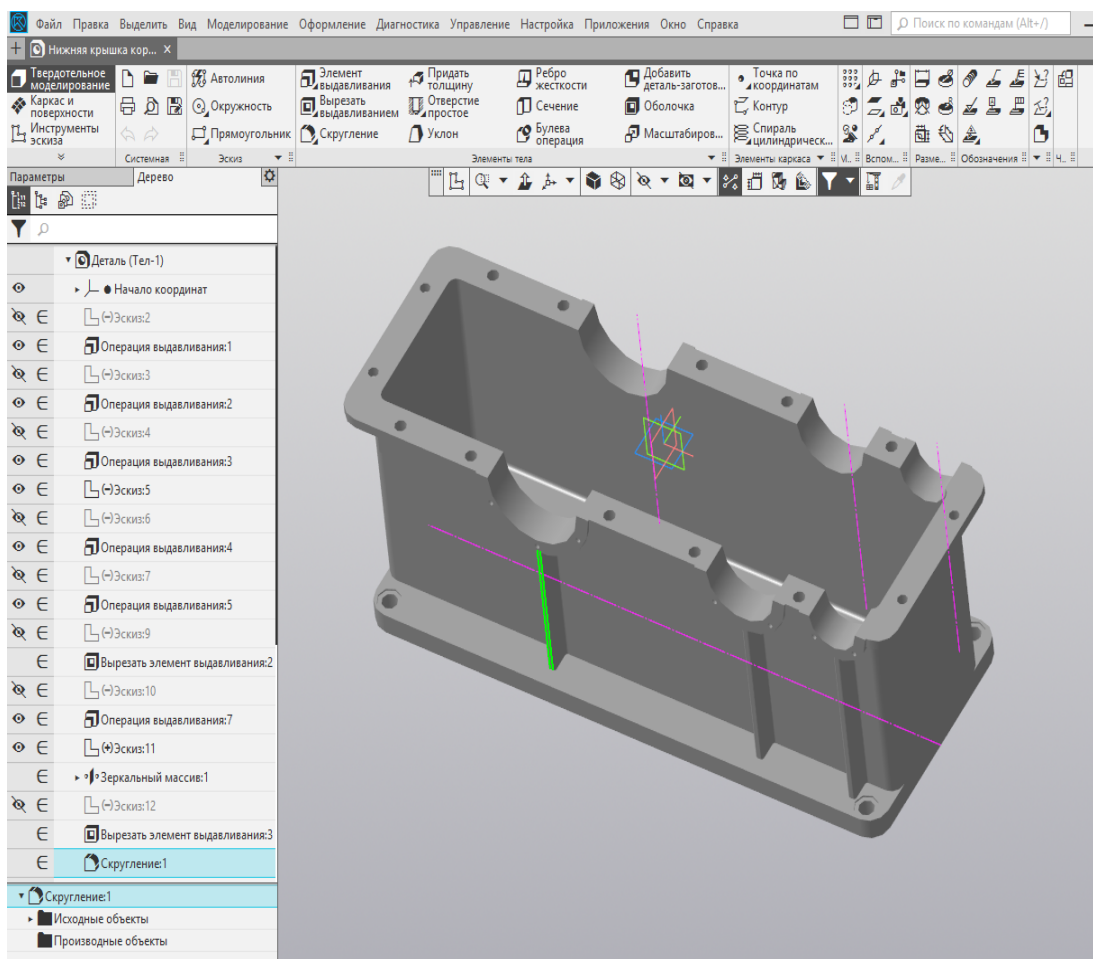 Файл Правка Выделить Вид Моделирование Оформление Диагностика Управление Настройка Приложения Окно Справка
Поиск по командам (Alt+/)
Нижняя крышка кор...
Твердотельное моделирование
Каркас и поверхности
Инструменты эскиза
Системная
Автолиния
Окружность
Прямоугольник
Эскиз
Элемент выдавливания
Вырезать выдавливанием
Скругление
Придать толщину
Отверстие простое
Уклон
Ребро жесткости
Сечение
Булева операция
Добавить деталь-заготов...
Оболочка
Масштабиров...
Элементы тела
Точка по координатам
Контур
Спираль цилиндрическ...
Элементы каркаса
М...
Вспом...
Разме...
Обозначения
Ч...
Параметры
Дерево
Деталь (Тел-1)
Начало координат
(-)Эскиз:2
Операция выдавливания:1
(-)Эскиз:3
Операция выдавливания:2
(-)Эскиз:4
Операция выдавливания:3
(-)Эскиз:5
(-)Эскиз:6
Операция выдавливания:4
(-)Эскиз:7
Операция выдавливания:5
(-)Эскиз:9
Вырезать элемент выдавливания:2
(-)Эскиз:10
Операция выдавливания:7
(+)Эскиз:11
Зеркальный массив:1
(-)Эскиз:12
Вырезать элемент выдавливания:3
Скругление:1
Скругление:1
Исходные объекты
Производные объекты